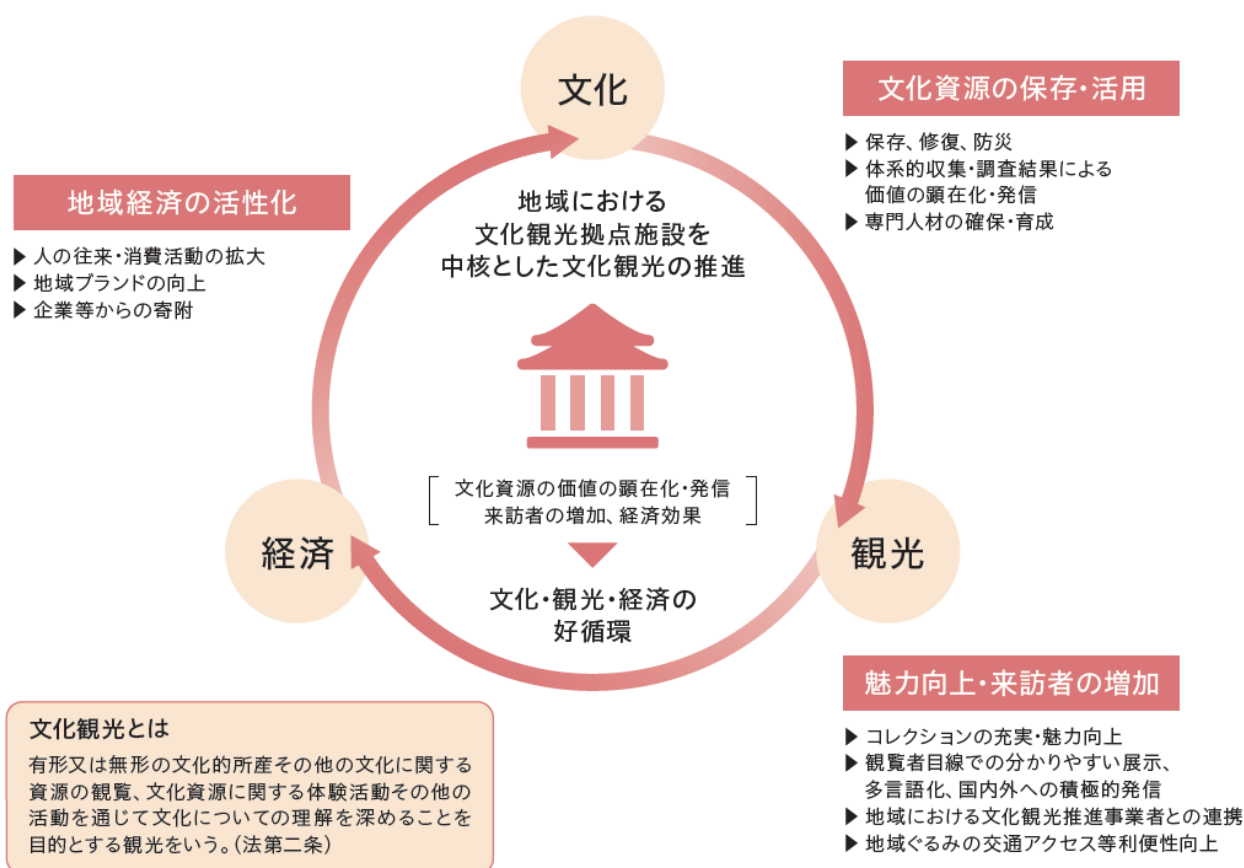 文化
文化資源の保存・活用
▶ 保存、修復、防災
▶ 体系的収集・調査結果による
価値の顕在化・発信
▶ 専門人材の確保・育成
地域経済の活性化
▶ 人の往来・消費活動の拡大
▶ 地域ブランドの向上
▶ 企業等からの寄附
地域における
文化観光拠点施設を
中核とした文化観光の推進
文化資源の価値の顕在化・発信
来訪者の増加、経済効果
文化・観光・経済の
好循環
経済
観光
魅力向上・来訪者の増加
▶ コレクションの充実・魅力向上
▶ 観覧者目線での分かりやすい展示、
多言語化、国内外への積極的発信
▶ 地域における文化観光推進事業者との連携
▶ 地域ぐるみの交通アクセス等利便性向上
文化観光とは
有形又は無形の文化的所産その他の文化に関する
資源の観覧、文化資源に関する体験活動その他の
活動を通じて文化についての理解を深めることを
目的とする観光をいう。(法第二条)